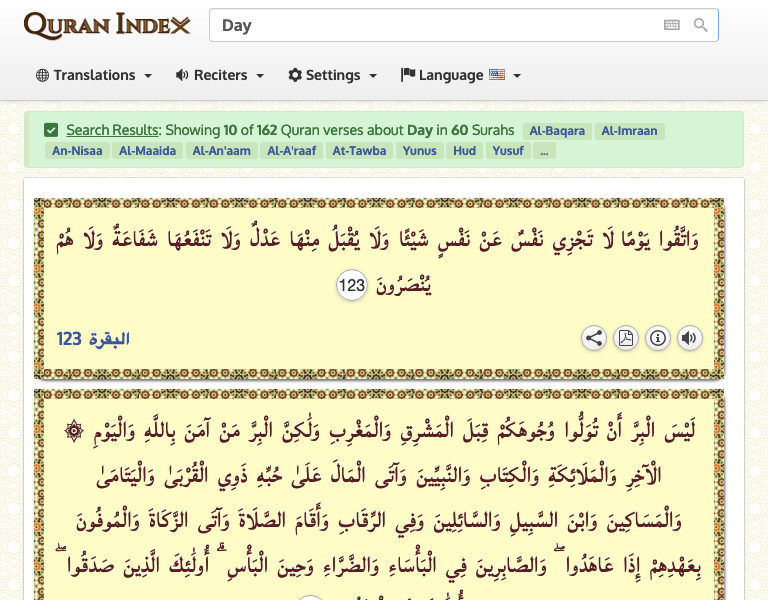 QURAN INDEX
Day
Translations
Reciters
Settings
Language
Search Results: Showing 10 of 162 Quran verses about Day in 60 Surahs Al-Baqara Al-Imraan
An-Nisaa Al-Maaida Al-An'aam Al-A'raaf At-Tawba Yunus Hud Yusuf ...
وَاتَّقُوا يَوْمًا لَا تَجْزِي نَفْسٌ عَنْ نَفْسٍ شَيْئًا وَلَا يُقْبَلُ مِنْهَا عَدْلٌ وَلَا تَنْفَعُهَا شَفَاعَةٌ وَلَا هُمْ
يُنْصَرُونَ 123
البقرة 123
۞ لَيْسَ الْبِرَّ أَنْ تُوَلُّوا وُجُوهَكُمْ قِبَلَ الْمَشْرِقِ وَالْمَغْرِبِ وَلَٰكِنَّ الْبِرَّ مَنْ آمَنَ بِاللَّهِ وَالْيَوْمِ
الْآخِرِ وَالْمَلَائِكَةِ وَالْكِتَابِ وَالنَّبِيِّينَ وَآتَى الْمَالَ عَلَىٰ حُبِّهِ ذَوِي الْقُرْبَىٰ وَالْيَتَامَىٰ
وَالْمَسَاكِينَ وَابْنَ السَّبِيلِ وَالسَّائِلِينَ وَفِي الرِّقَابِ وَأَقَامَ الصَّلَاةَ وَآتَى الزَّكَاةَ وَالْمُوفُونَ
بِعَهْدِهِمْ إِذَا عَاهَدُوا ۖ وَالصَّابِرِينَ فِي الْبَأْسَاءِ وَالضَّرَّاءِ وَحِينَ الْبَأْسِ ۗ أُولَٰئِكَ الَّذِينَ صَدَقُوا ۖ